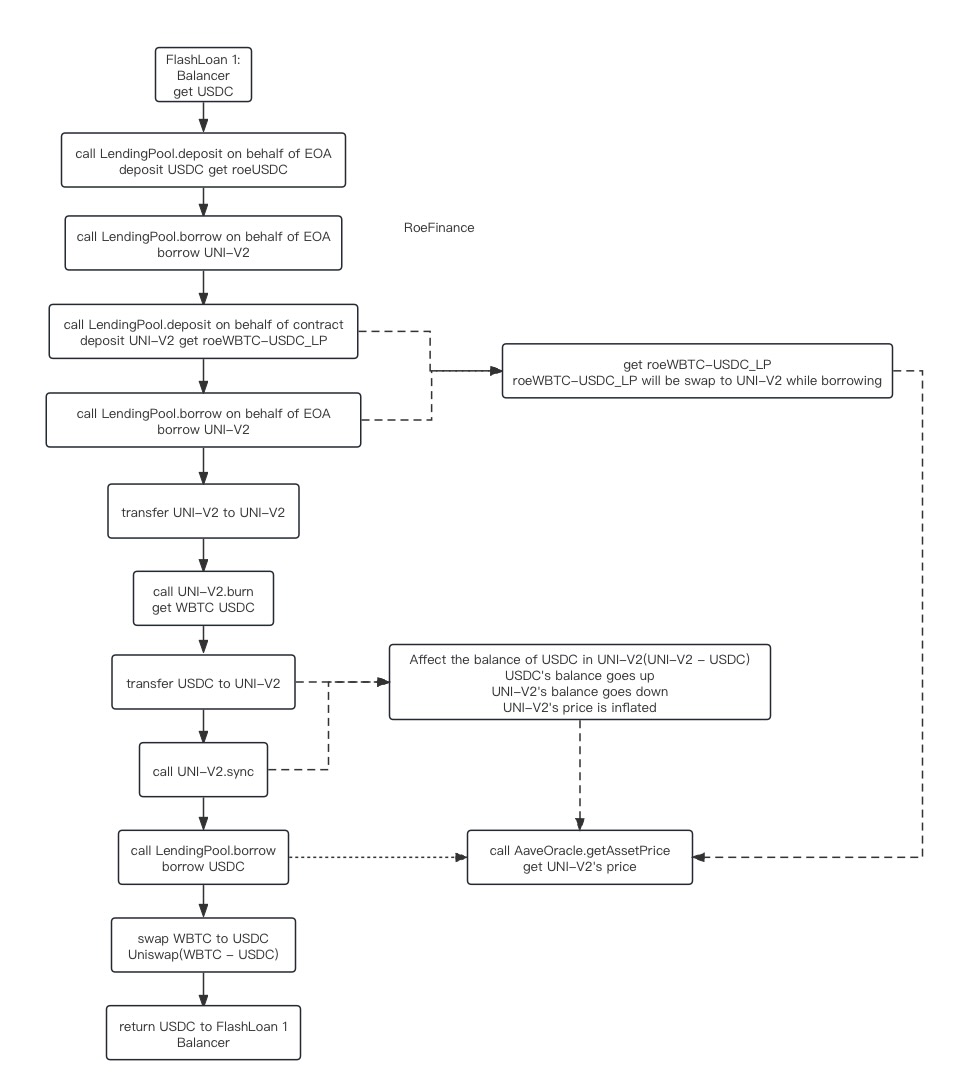 FlashLoan 1:
Balancer
get USDC
call LendingPool.deposit on behalf of EOA
deposit USDC get roeUSDC
call LendingPool.borrow on behalf of EOA
borrow UNI-V2
RoeFinance
call LendingPool.deposit on behalf of contract
deposit UNI-V2 get roeWBTC-USDC_LP
get roeWBTC-USDC_LP
roeWBTC-USDC_LP will be swap to UNI-V2 while borrowing
call LendingPool.borrow on behalf of EOA
borrow UNI-V2
transfer UNI-V2 to UNI-V2
call UNI-V2.burn
get WBTC USDC
transfer USDC to UNI-V2
Affect the balance of USDC in UNI-V2(UNI-V2 - USDC)
USDC's balance goes up
UNI-V2's balance goes down
UNI-V2's price is inflated
call UNI-V2.sync
call LendingPool.borrow
borrow USDC
call AaveOracle.getAssetPrice
get UNI-V2's price
swap WBTC to USDC
Uniswap(WBTC - USDC)
return USDC to FlashLoan 1
Balancer